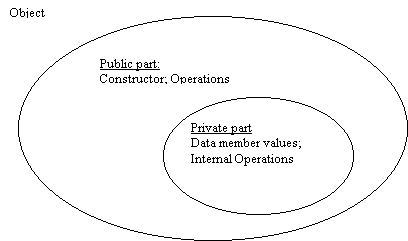 Object
Public part:
Constructor; Operations
Private part
Data member values;
Internal Operations